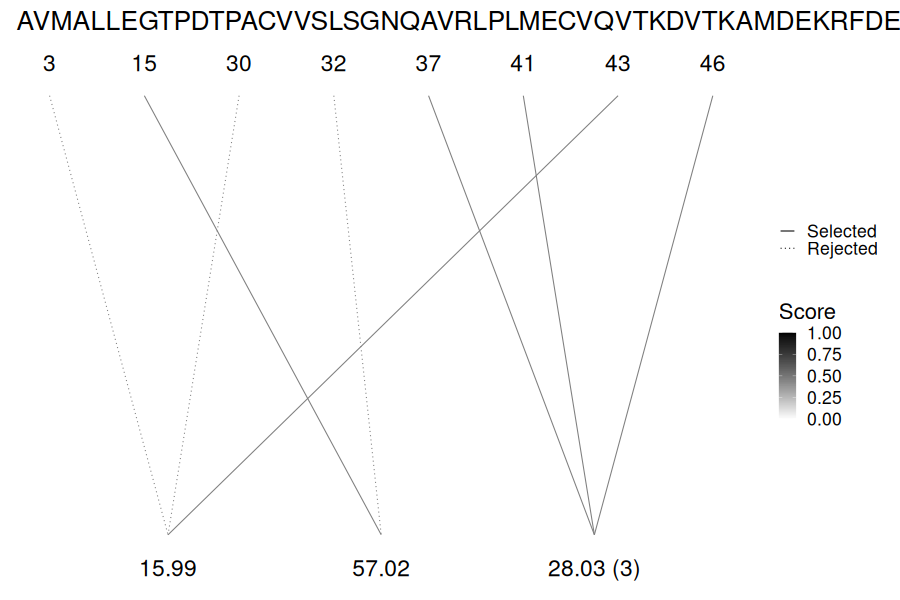 AVMALLEGTPDTPACVVSLSGNQAVRLPLMECVQVTKDVTKAMDEKRFDE
3 15 30 32 37 41 43 46
Selected
Rejected
Score
1.00
0.75
0.50
0.25
0.00
15.99 57.02 28.03 (3)